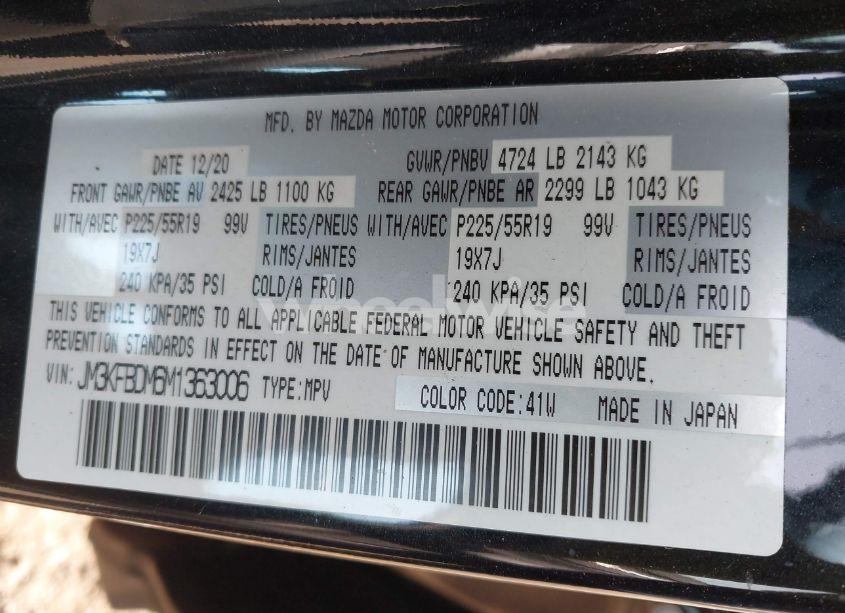 MFD. BY MAZDA MOTOR CORPORATION
DATE 12/20 GVWR/PNBV 4724 LB 2143 KG
FRONT GAWR/PNBE AV 2425 LB 1100 KG REAR GAWR/PNBE AR 2299 LB 1043 KG
WITH/AVEC P225/55R19 99V TIRES/PNEUS WITH/AVEC P225/55R19 99V TIRES/PNEUS
19X7J RIMS/JANTES 19X7J RIMS/JANTES
240 KPA/35 PSI COLD/A FROID 240 KPA/35 PSI COLD/A FROID
wheelwise
THIS VEHICLE CONFORMS TO ALL APPLICABLE FEDERAL MOTOR VEHICLE SAFETY AND THEFT
PREVENTION STANDARDS IN EFFECT ON THE DATE OF MANUFACTURE SHOWN ABOVE.
VIN: JM3KFBDM6M1363006 TYPE:MPV COLOR CODE:41W MADE IN JAPAN